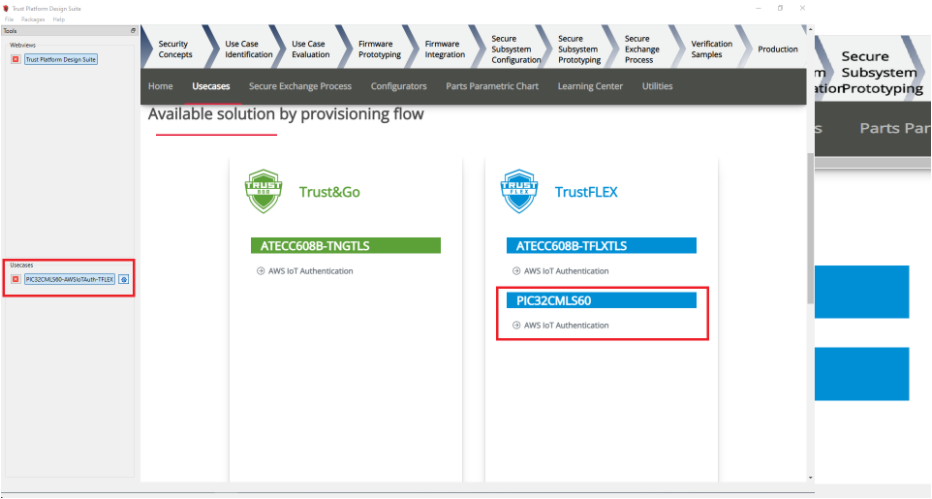 Trust Platform Design Suite
File Packages Help
Tools
Webviews
Trust Platform Design Suite
Usecases
PIC32CMLS60-AWSIoTAuth-TFLEX
Security
Concepts
Use Case
Identification
Use Case
Evaluation
Firmware
Prototyping
Firmware
Integration
Secure
Subsystem
Configuration
Secure
Subsystem
Prototyping
Secure
Exchange
Process
Verification
Samples
Production
Home Usecases Secure Exchange Process Configurators Parts Parametric Chart Learning Center Utilities
Available solution by provisioning flow
TRUST
Trust&Go
ATECC608B-TNGTLS
AWS IoT Authentication
TRUST
FLEX
TrustFLEX
ATECC608B-TFLXTLS
AWS IoT Authentication
PIC32CMLS60
AWS IoT Authentication
m
ation
Secure
Subsystem
Prototyping
s Parts Par